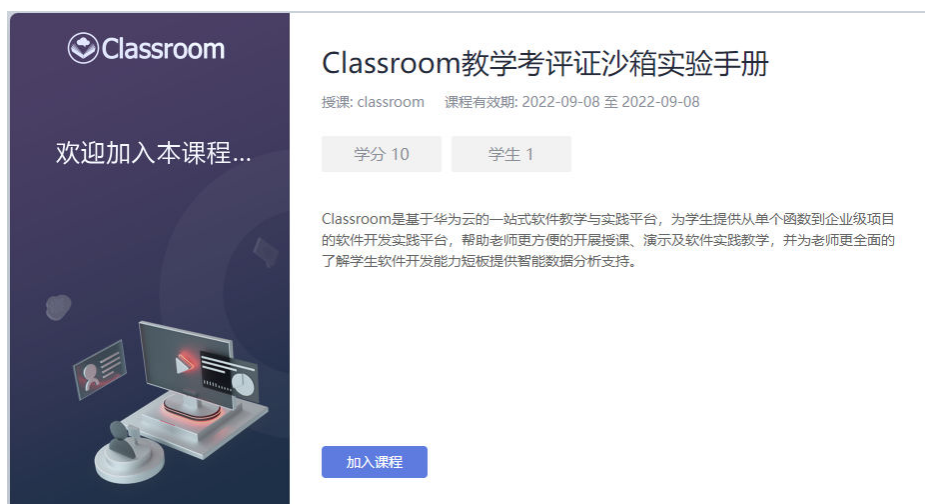 Classroom
欢迎加入本课程...
Classroom教学考评证沙箱实验手册
授课: classroom 课程有效期: 2022-09-08 至 2022-09-08
学分 10 学生 1
Classroom是基于华为云的一站式软件教学与实践平台，为学生提供从单个函数到企业级项目
的软件开发实践平台，帮助老师更方便的开展授课、演示及软件实践教学，并为老师更全面的
了解学生软件开发能力短板提供智能数据分析支持。
加入课程